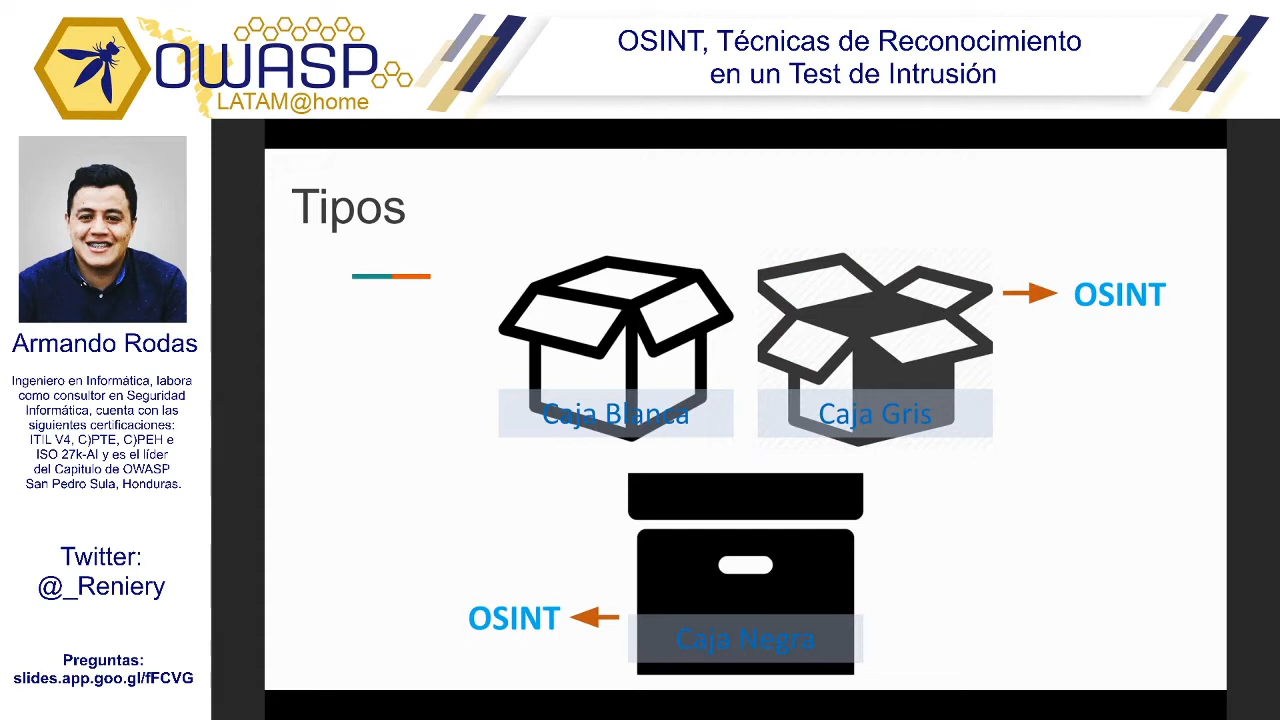 OWASP
LATAM@home
OSINT, Técnicas de Reconocimiento
en un Test de Intrusión
Armando Rodas
Ingeniero en Informática, labora
como consultor en Seguridad
Informática, cuenta con las
siguientes certificaciones:
ITIL V4, C)PTE, C)PEH e
ISO 27k-AI y es el líder
del Capitulo de OWASP
San Pedro Sula, Honduras.
Twitter:
@_Reniery
Preguntas:
slides.app.goo.gl/fFCVG
Tipos
OSINT
Caja Blanca
Caja Gris
OSINT
Caja Negra